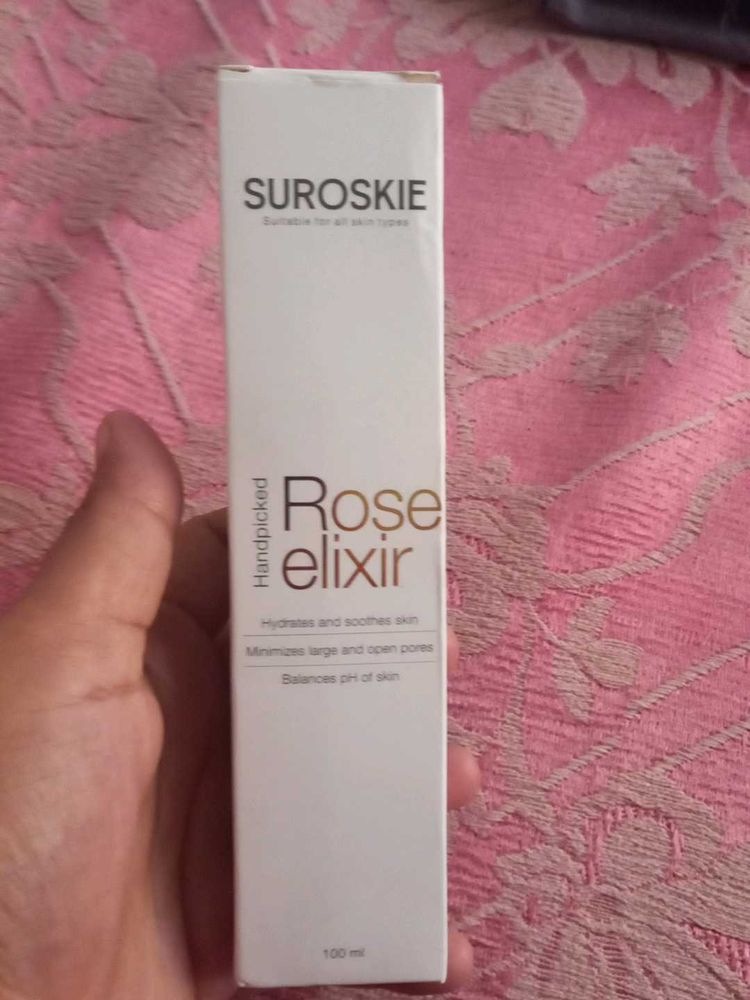 SUROSKIE
Suitable for all skin types
Handpicked
Rose
elixir
Hydrates and soothes skin
Minimizes large and open pores
Balances pH of skin
100 ml